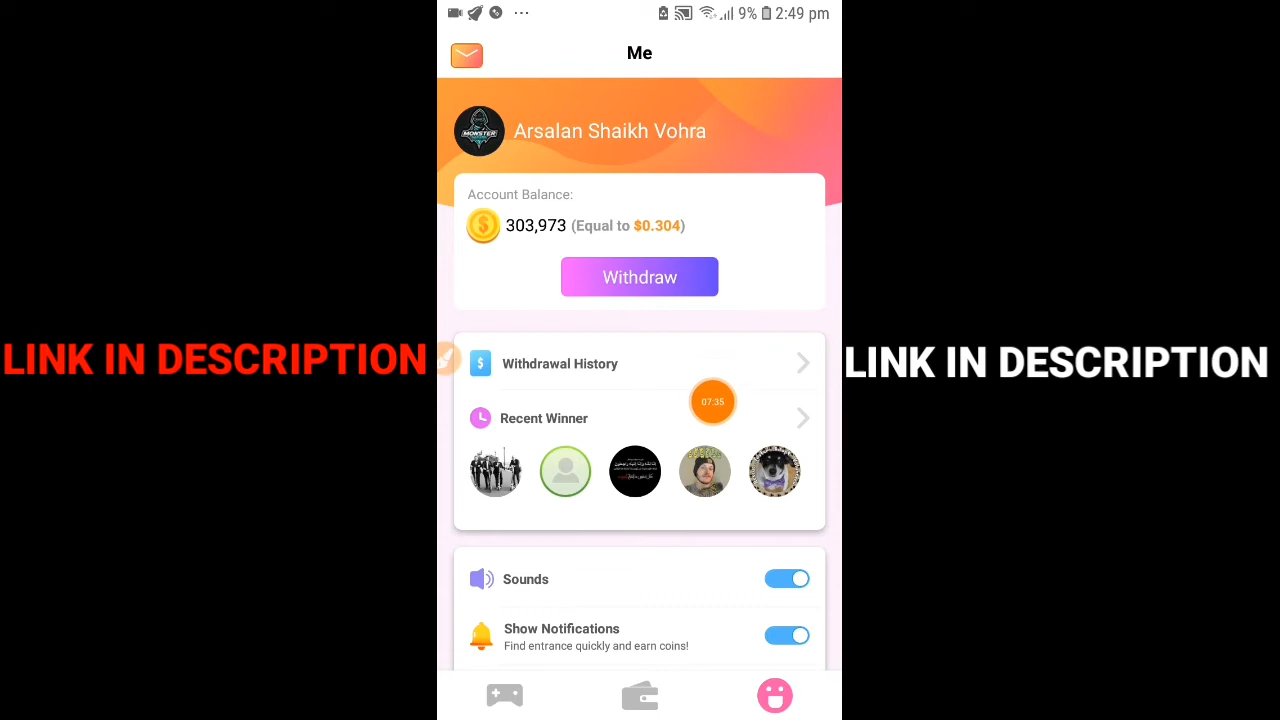 9% 2:49 pm
Me
MONSTER
Arsalan Shaikh Vohra
Account Balance:
303,973 (Equal to $0.304)
Withdraw
LINK IN DESCRIPTION
LINK IN DESCRIPTION
Withdrawal History
07:35
Recent Winner
Sounds
Show Notifications
Find entrance quickly and earn coins!